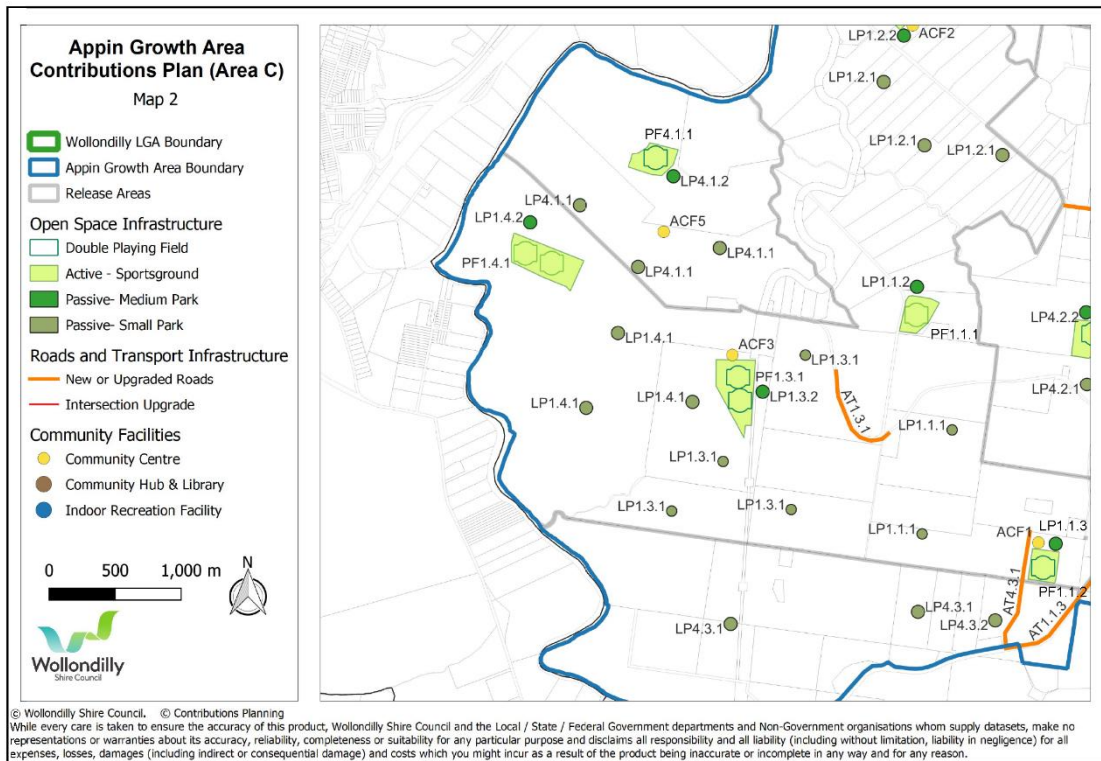 Appin Growth Area
Contributions Plan (Area C)
Map 2
Wollondilly LGA Boundary
Appin Growth Area Boundary
Release Areas
Open Space Infrastructure
Double Playing Field
Active - Sportsground
Passive- Medium Park
Passive- Small Park
Roads and Transport Infrastructure
New or Upgraded Roads
Intersection Upgrade
Community Facilities
Community Centre
Community Hub & Library
Indoor Recreation Facility
0 500 1,000 m
N
Wollondilly
Shire Council
LP1.2.2
ACF2
LP1.2.1
LP1.2.1
LP1.2.1
PF4.1.1
LP4.1.2
LP4.1.1
LP1.4.2
ACF5
LP4.1.1
PF1.4.1
LP4.1.1
LP1.1.2
PF1.1.1
LP4.2.2
LP1.4.1
ACF3
LP1.3.1
PF1.3.1
LP1.3.2
LP4.2.1
LP1.4.1
LP1.4.1
AT1.3.1
LP1.1.1
LP1.3.1
LP1.3.1
LP1.3.1
LP1.1.1
ACF1
LP1.1.3
PF1.1.2
AT4.3.1
AT1.1.3
LP4.3.1
LP4.3.1
LP4.3.2
© Wollondilly Shire Council. © Contributions Planning
While every care is taken to ensure the accuracy of this product, Wollondilly Shire Council and the Local / State / Federal Government departments and Non-Government organisations whom supply datasets, make no
representations or warranties about its accuracy, reliability, completeness or suitability for any particular purpose and disclaims all responsibility and all liability (including without limitation, liability in negligence) for all
expenses, losses, damages (including indirect or consequential damage) and costs which you might incur as a result of the product being inaccurate or incomplete in any way and for any reason.